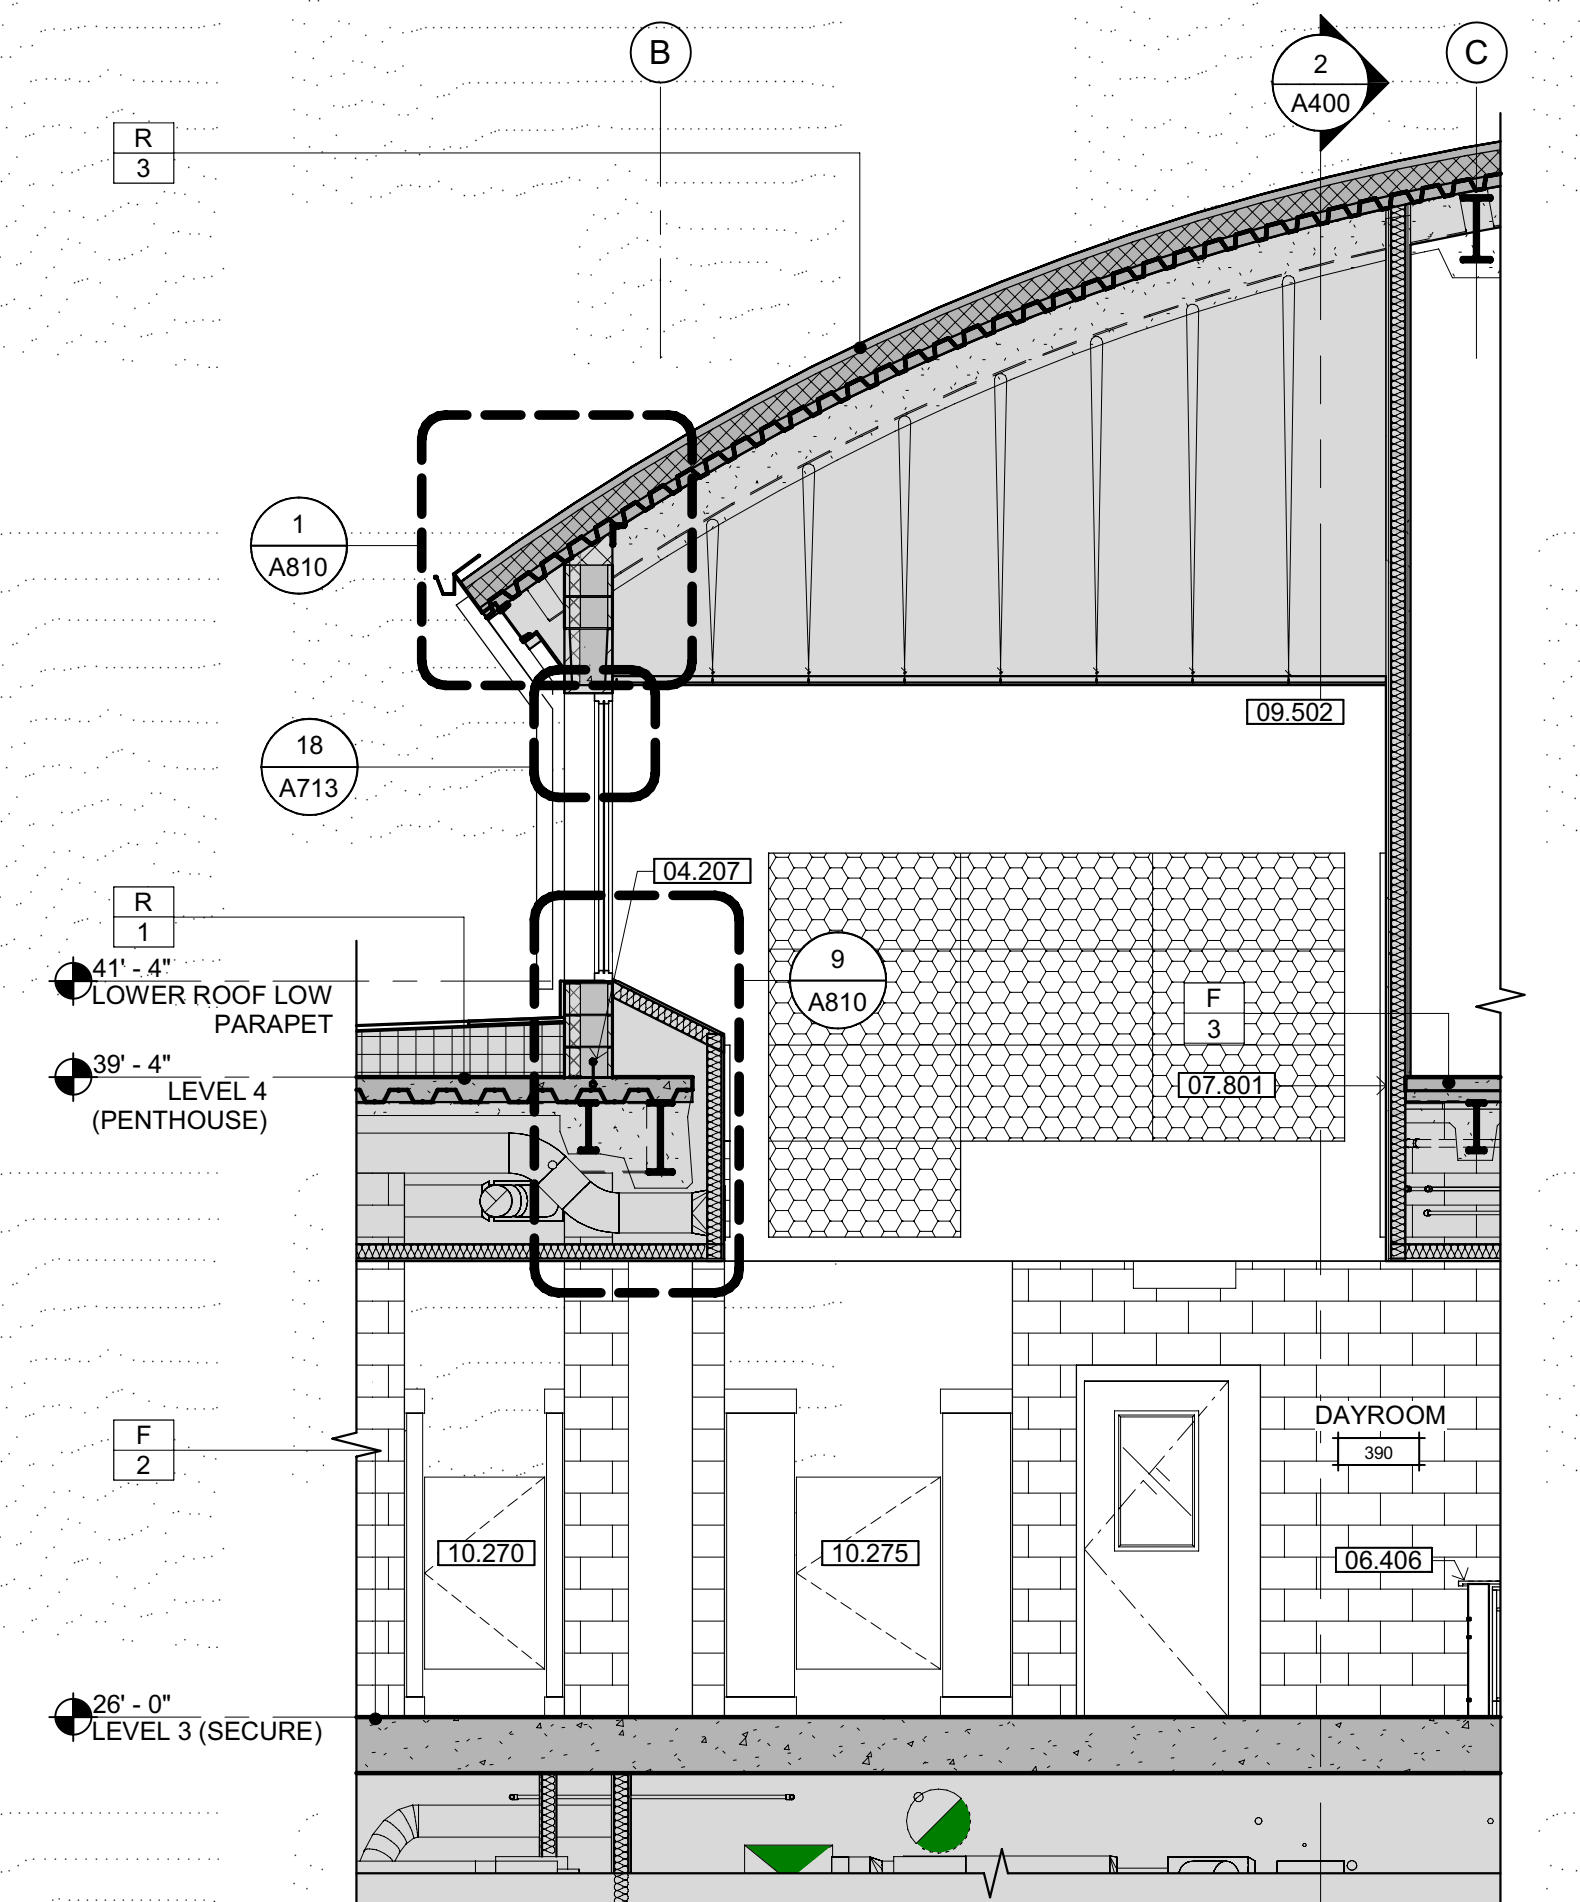 B
2
A400
C
R
3
1
A810
18
A713
09.502
04.207
R
1
9
A810
41' - 4"
LOWER ROOF LOW
PARAPET
F
3
39' - 4"
LEVEL 4
(PENTHOUSE)
07.801
DAYROOM
390
F
2
10.270
10.275
06.406
26' - 0"
LEVEL 3 (SECURE)